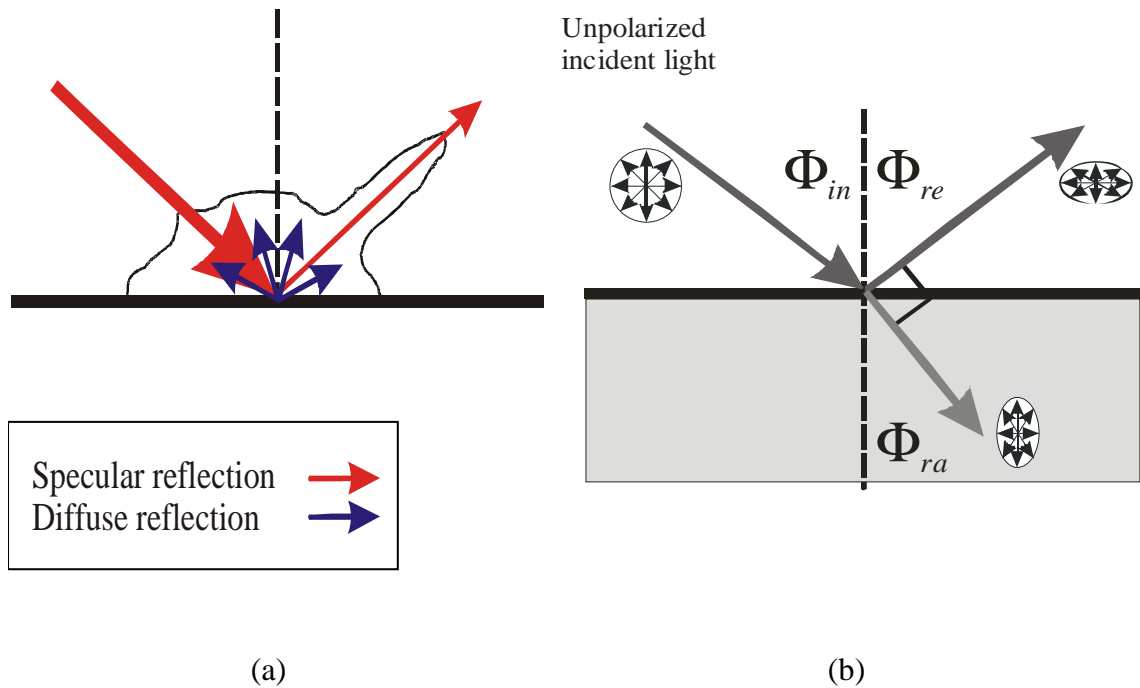 Unpolarized
incident light
Φin Φre
Φra
Specular reflection
Diffuse reflection
(a) (b)